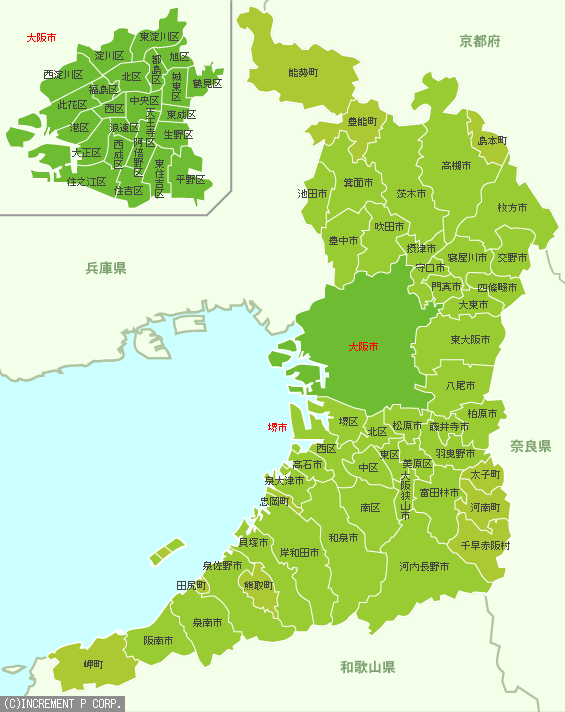 大阪市
東淀川区
淀川区
旭区
都島区
西淀川区
北区
城東区
鶴見区
福島区
此花区
中央区
西区
天王寺区
東成区
港区
浪速区
生野区
大正区
西成区
阿倍野区
東住吉区
平野区
住之江区
住吉区
京都府
能勢町
豊能町
島本町
高槻市
池田市
箕面市
茨木市
枚方市
吹田市
豊中市
摂津市
寝屋川市
交野市
守口市
門真市
四條畷市
兵庫県
大東市
大阪市
東大阪市
八尾市
柏原市
堺市
堺区
北区
松原市
藤井寺市
奈良県
西区
東区
羽曳野市
高石市
中区
美原区
太子町
泉大津市
大阪狭山市
富田林市
忠岡町
南区
河南町
和泉市
貝塚市
岸和田市
千早赤阪村
泉佐野市
河内長野市
田尻町
熊取町
泉南市
阪南市
岬町
和歌山県
(C)INCREMENT P CORP.